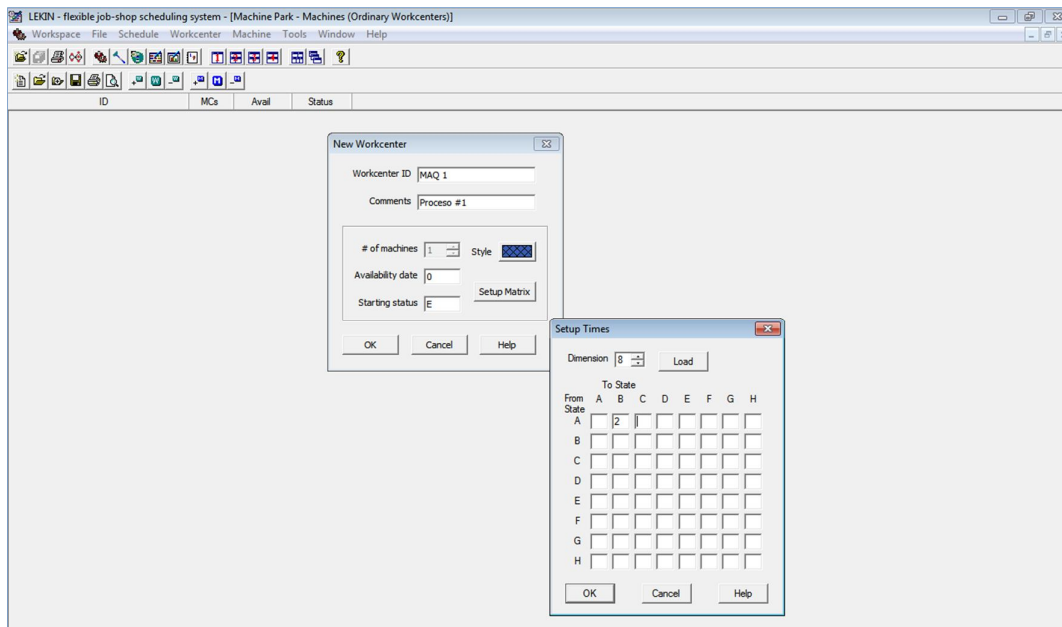 LEKIN - flexible job-shop scheduling system - [Machine Park - Machines (Ordinary Workcenters)]
Workspace File Schedule Workcenter Machine Tools Window Help
ID MCs Avail Status
New Workcenter
Workcenter ID MAQ 1
Comments Proceso #1
# of machines 1 Style
Availability date 0
Setup Matrix
Starting status E
OK Cancel Help
Setup Times
Dimension 8 Load
To State
From State A B C D E F G H
A 2
B
C
D
E
F
G
H
OK Cancel Help